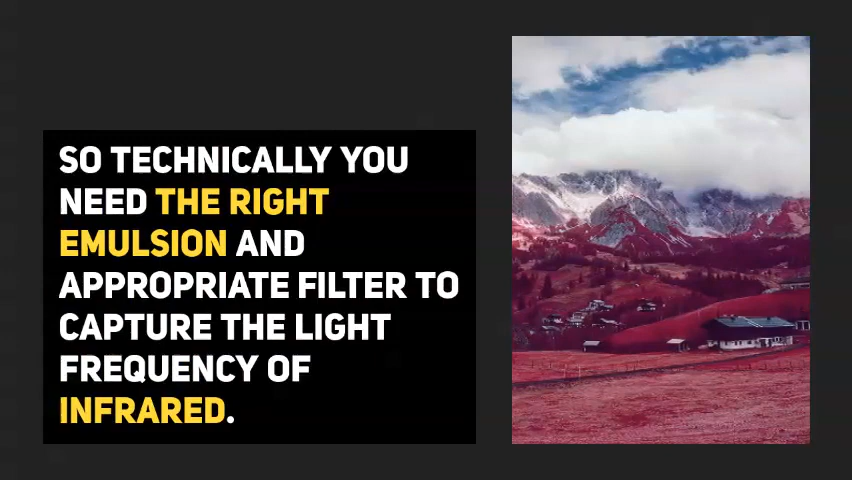 SO TECHNICALLY YOU
NEED THE RIGHT
EMULSION AND
APPROPRIATE FILTER TO
CAPTURE THE LIGHT
FREQUENCY OF
INFRARED.